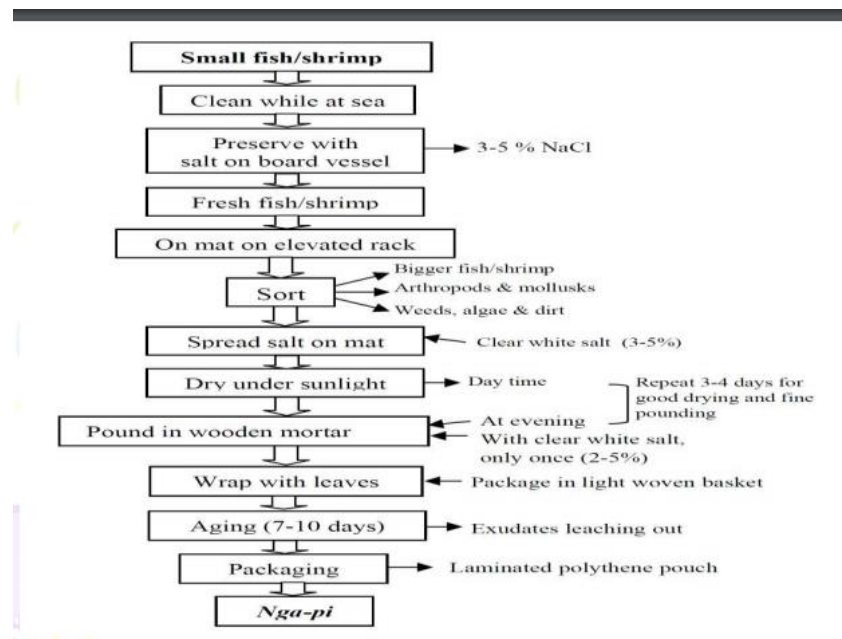 Small fish/shrimp
Clean while at sea
Preserve with
salt on board vessel
3-5 % NaCl
Fresh fish/shrimp
On mat on elevated rack
Sort
Bigger fish/shrimp
Arthropods & mollusks
Weeds, algae & dirt
Spread salt on mat
Clear white salt (3-5%)
Dry under sunlight
Day time
Repeat 3-4 days for
good drying and fine
pounding
Pound in wooden mortar
At evening
With clear white salt,
only once (2-5%)
Wrap with leaves
Package in light woven basket
Aging (7-10 days)
Exudates leaching out
Packaging
Laminated polythene pouch
Nga-pi